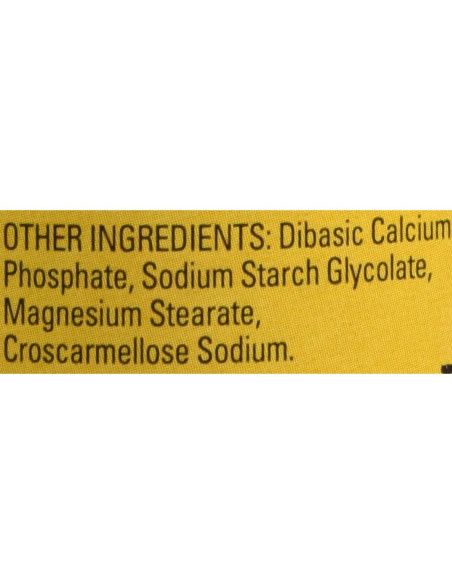 OTHER INGREDIENTS: Dibasic Calcium
Phosphate, Sodium Starch Glycolate,
Magnesium Stearate,
Croscarmellose Sodium.